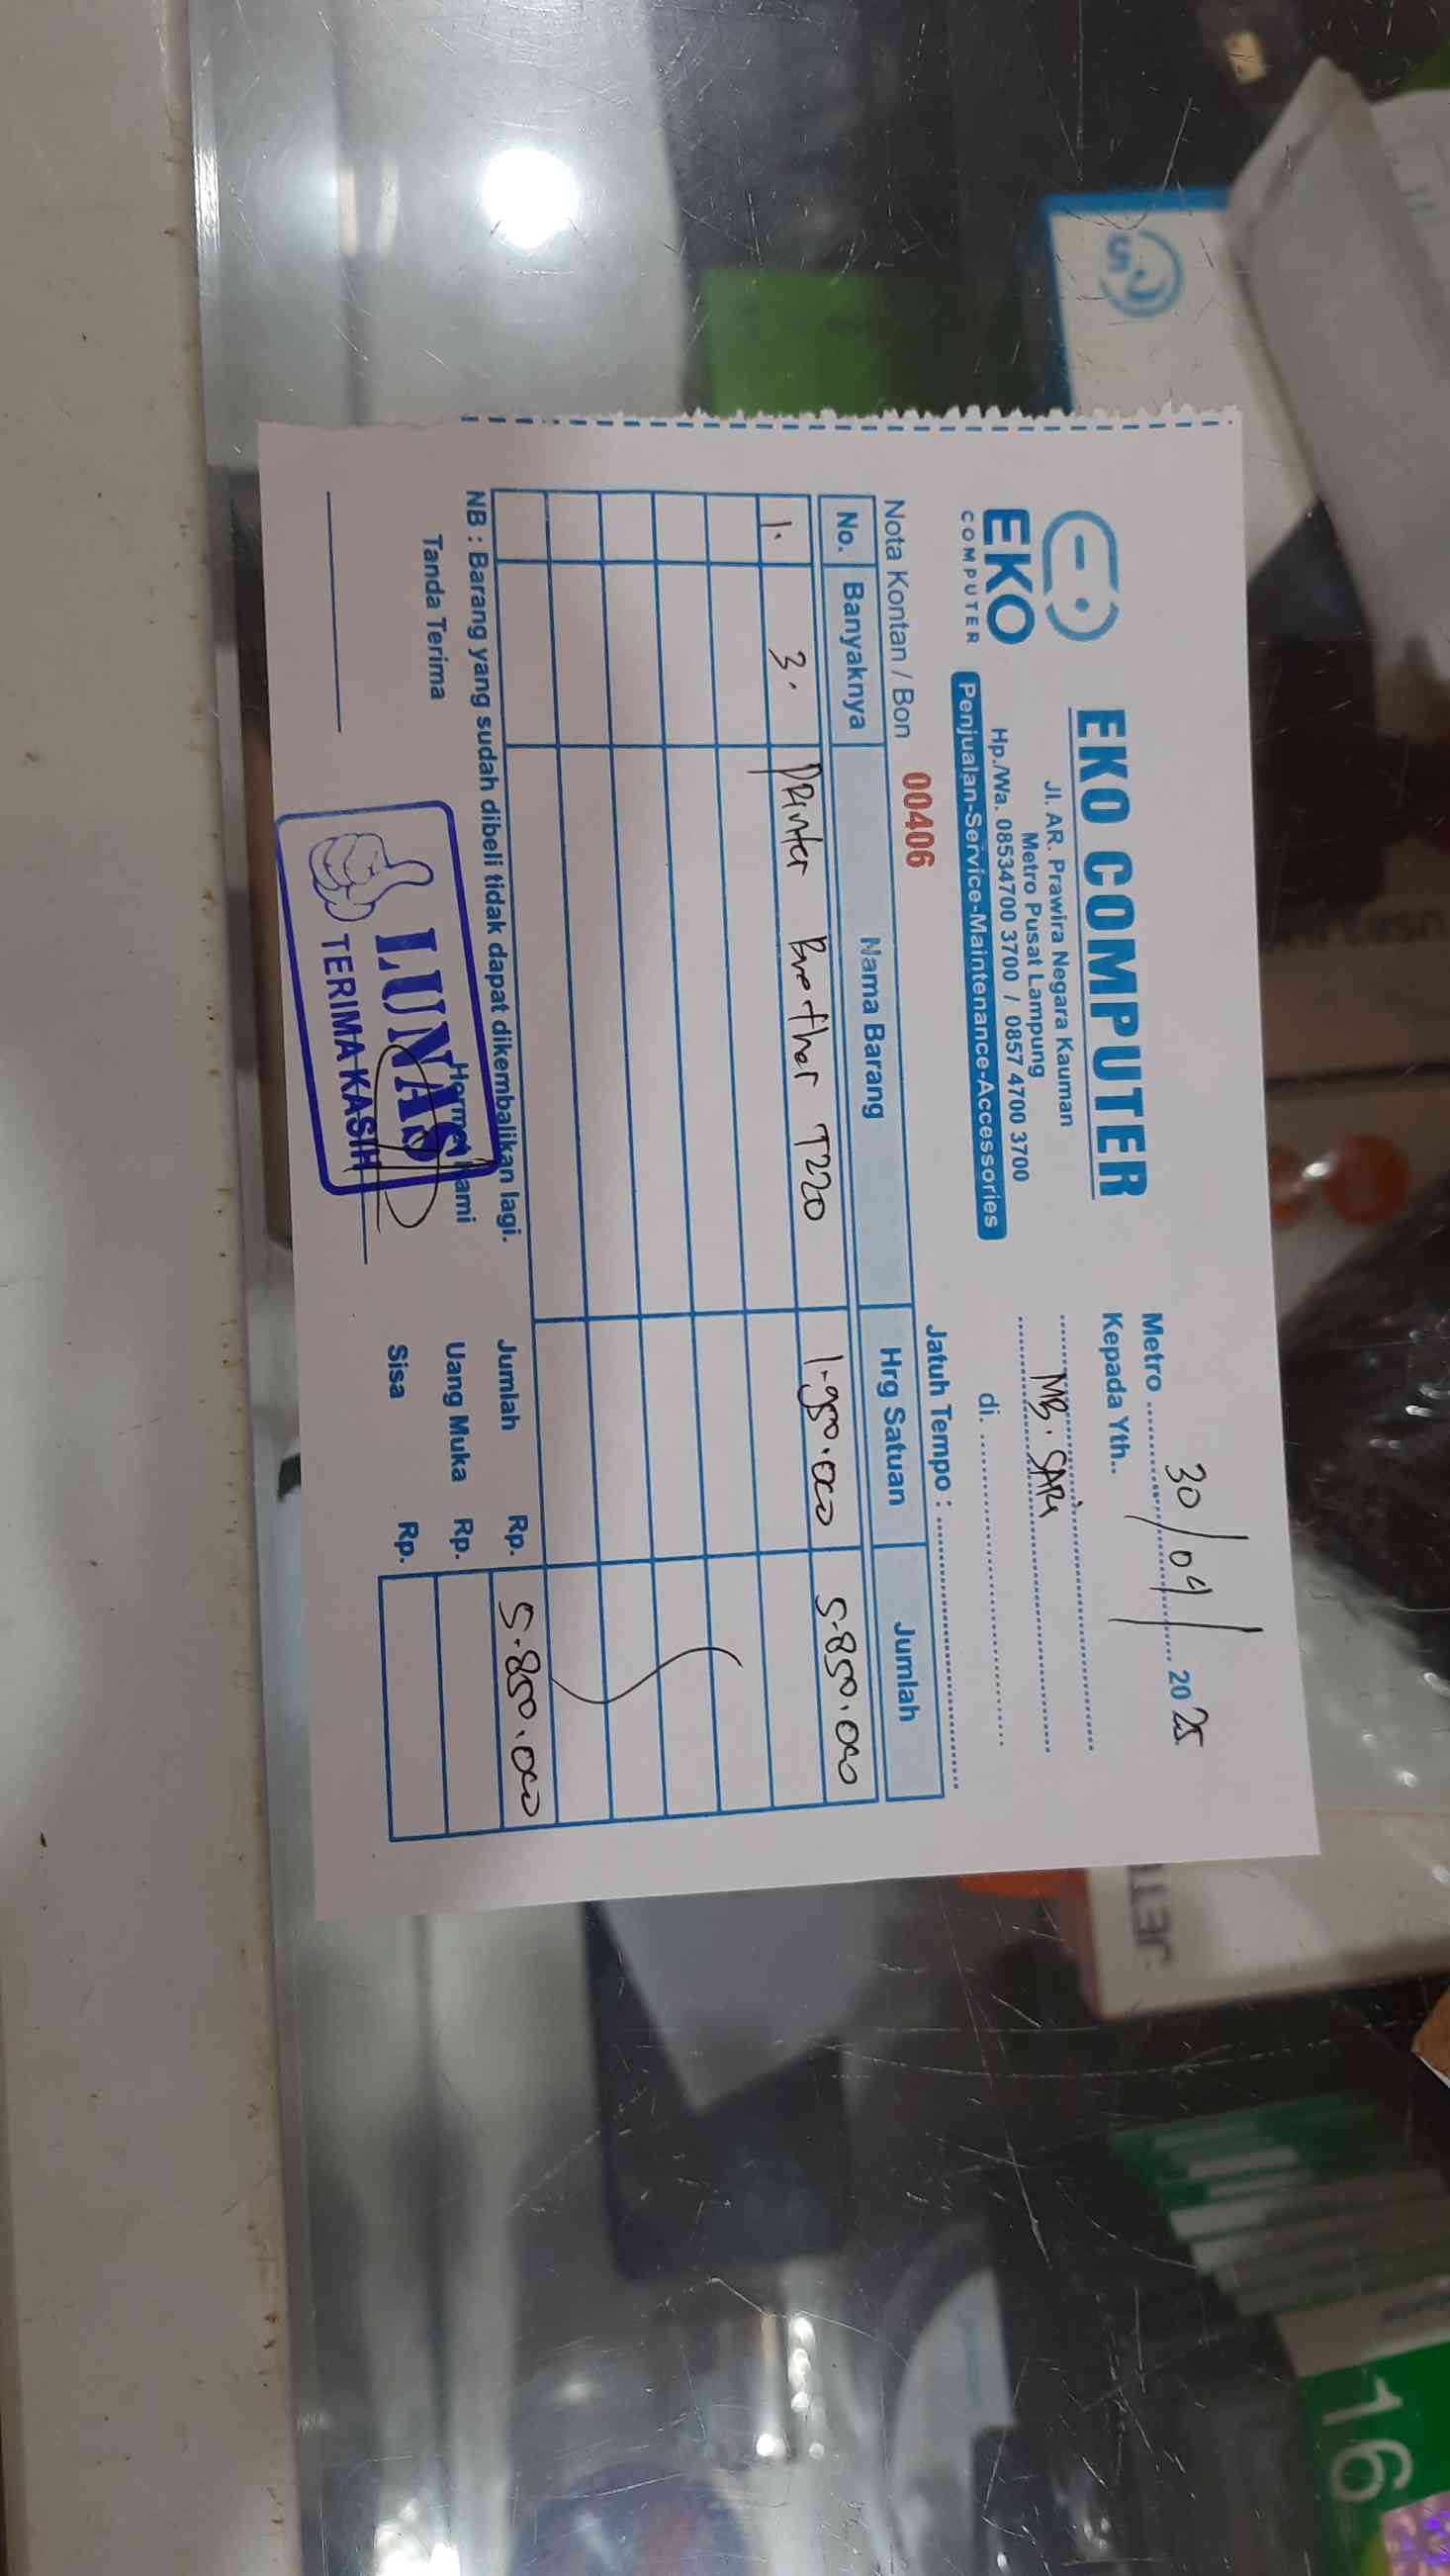 EKO
COMPUTER
EKO COMPUTER
Jl. AR. Prawira Negara Kauman
Metro Pusat Lampung
Hp./Wa. 08534700 3700 / 0857 4700 3700
Penjualan-Service-Maintenance-Accessories
Metro 30/04/2025
Kepada Yth..
MB. SARI
di.
Nota Kontan / Bon 00406
Jatuh Tempo :
No. Banyaknya Nama Barang Hrg Satuan Jumlah
1. 3. Printer Brother T220 1.950.000 5.850.000
NB : Barang yang sudah dibeli tidak dapat dikembalikan lagi.
Jumlah Rp. 5.850.000
Uang Muka Rp.
Sisa Rp.
Tanda Terima
Hormat Kami
LUNAS
TERIMA KASIH
16